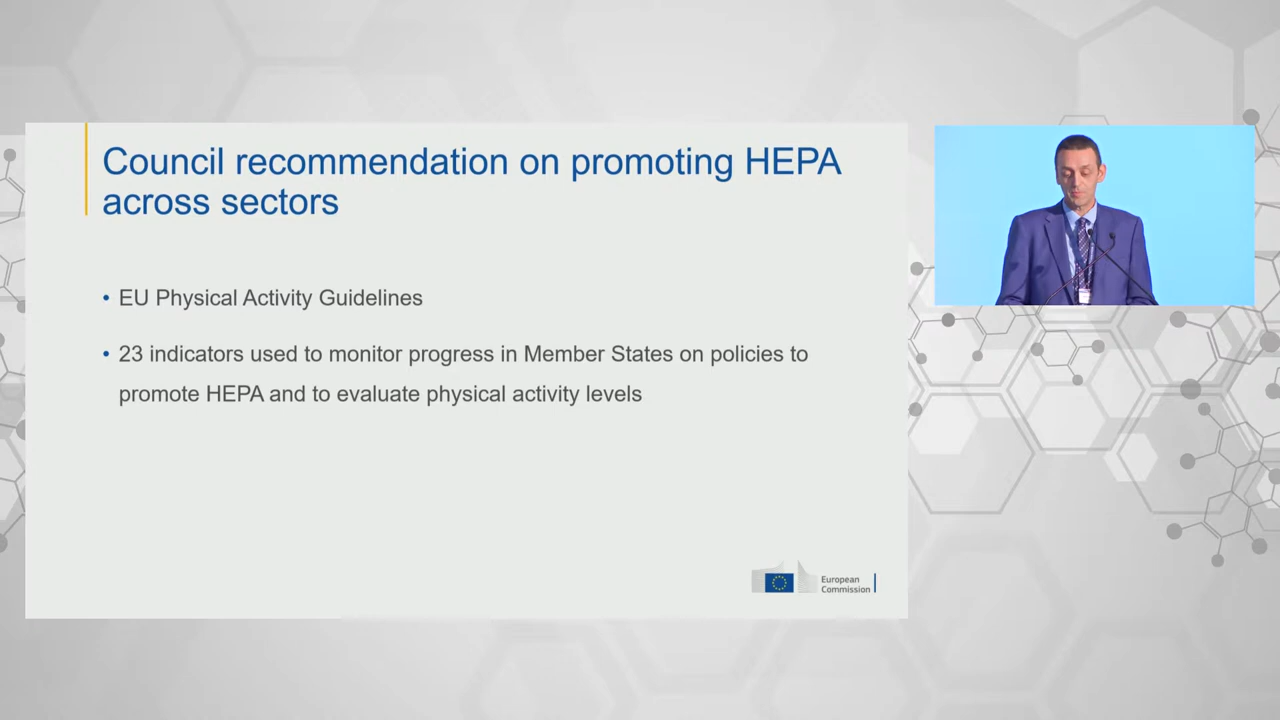 Council recommendation on promoting HEPA
across sectors
• EU Physical Activity Guidelines
• 23 indicators used to monitor progress in Member States on policies to
promote HEPA and to evaluate physical activity levels
European
Commission